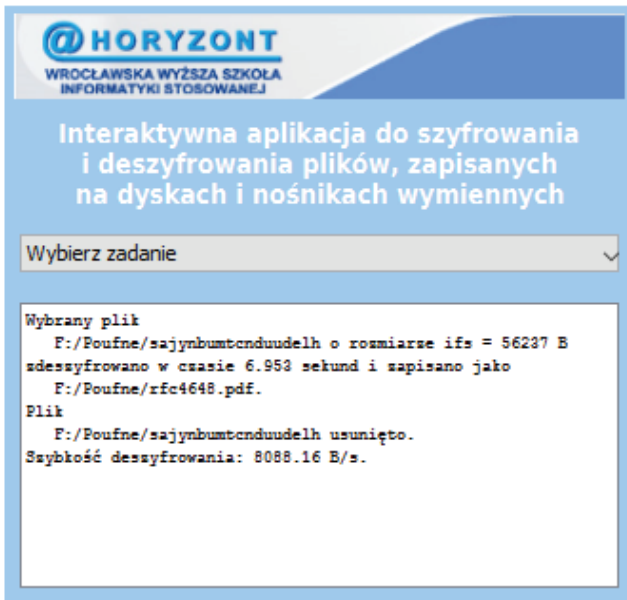 @HORYZONT
WROCŁAWSKA WYŻSZA SZKOŁA
INFORMATYKI STOSOWANEJ
Interaktywna aplikacja do szyfrowania
i deszyfrowania plików, zapisanych
na dyskach i nośnikach wymiennych
Wybierz zadanie
Wybrany plik
F:/Poufne/sajynbumtcnduudelh o rozmiarze ifs = 56237 B
zdeszyfrowano w czasie 6.953 sekund i zapisano jako
F:/Poufne/rfc4648.pdf.
Plik
F:/Poufne/sajynbumtcnduudelh usunięto.
Szybkość deszyfrowania: 8088.16 B/s.